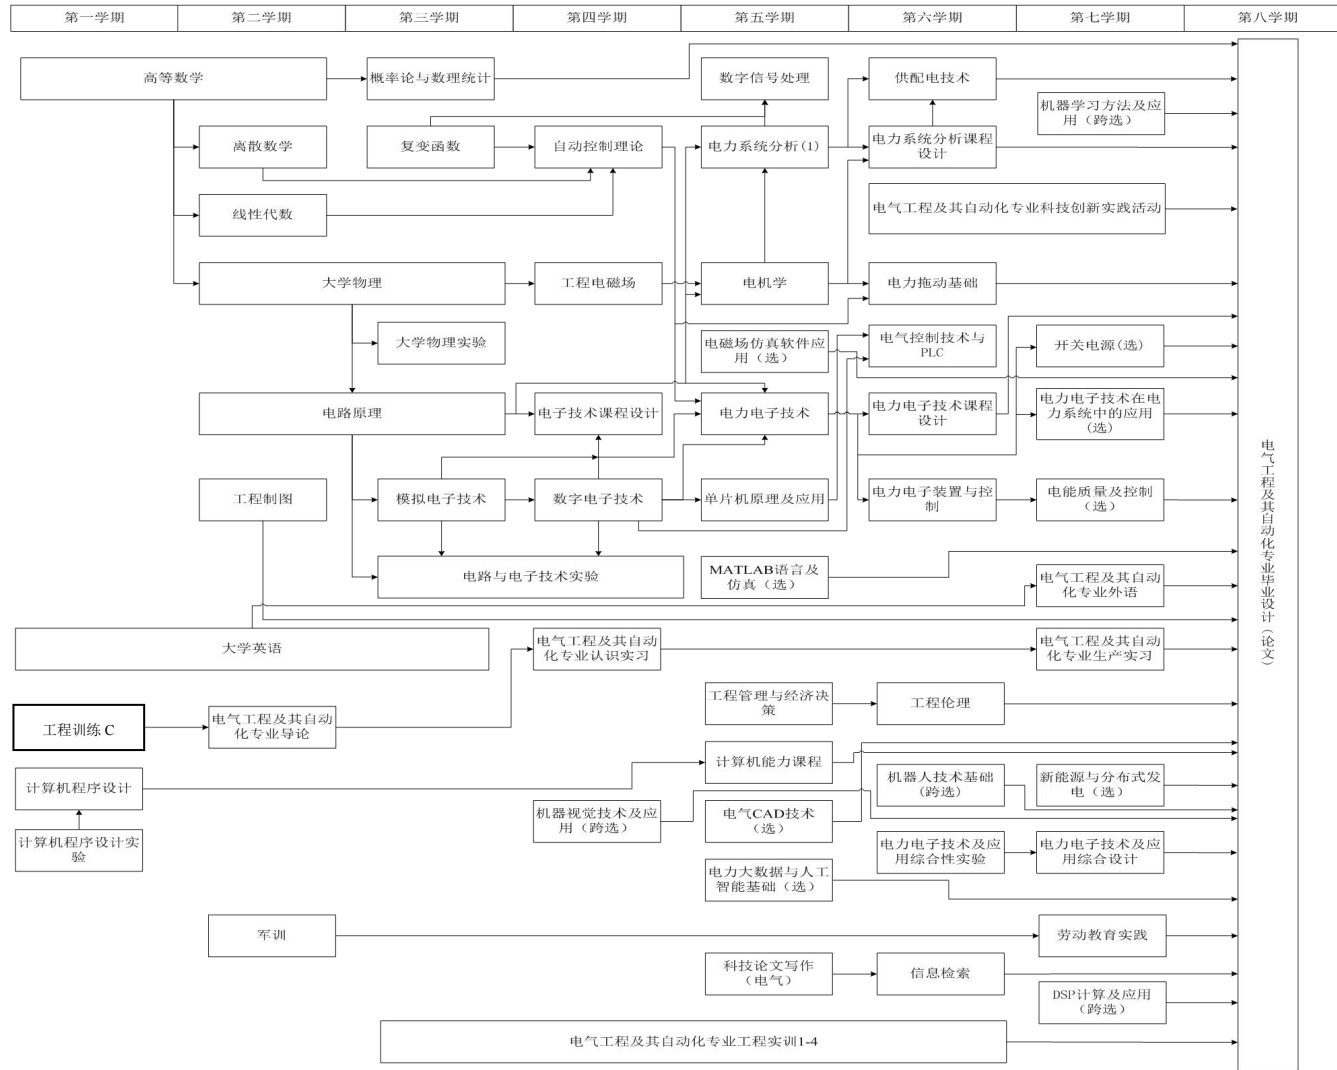 第一学期 第二学期 第三学期 第四学期 第五学期 第六学期 第七学期 第八学期
高等数学
概率论与数理统计
数字信号处理
供配电技术
机器学习方法及应
用（跨选）
离散数学
复变函数
自动控制理论
电力系统分析(1)
电力系统分析课程
设计
线性代数
电气工程及其自动化专业科技创新实践活动
大学物理
工程电磁场
电机学
电力拖动基础
大学物理实验
电磁场仿真软件应
用（选）
电气控制技术与
PLC
开关电源(选)
电路原理
电子技术课程设计
电力电子技术
电力电子技术课程
设计
电力电子技术在电
力系统中的应用
(选)
工程制图
模拟电子技术
数字电子技术
单片机原理及应用
电力电子装置与控
制
电能质量及控制
（选）
电路与电子技术实验
MATLAB语言及
仿真（选）
电气工程及其自动
化专业外语
大学英语
电气工程及其自动
化专业认识实习
电气工程及其自动
化专业生产实习
工程训练 C
电气工程及其自动
化专业导论
工程管理与经济决
策
工程伦理
计算机程序设计
计算机能力课程
机器人技术基础
(跨选)
新能源与分布式发
电（选）
计算机程序设计实
验
机器视觉技术及应
用（跨选）
电气CAD技术
（选）
电力电子技术及应
用综合性实验
电力电子技术及应
用综合设计
电力大数据与人工
智能基础（选）
军训
劳动教育实践
科技论文写作
（电气）
信息检索
DSP计算及应用
（跨选）
电气工程及其自动化专业工程实训1-4
电气工程及其自动化专业毕业设计（论文）